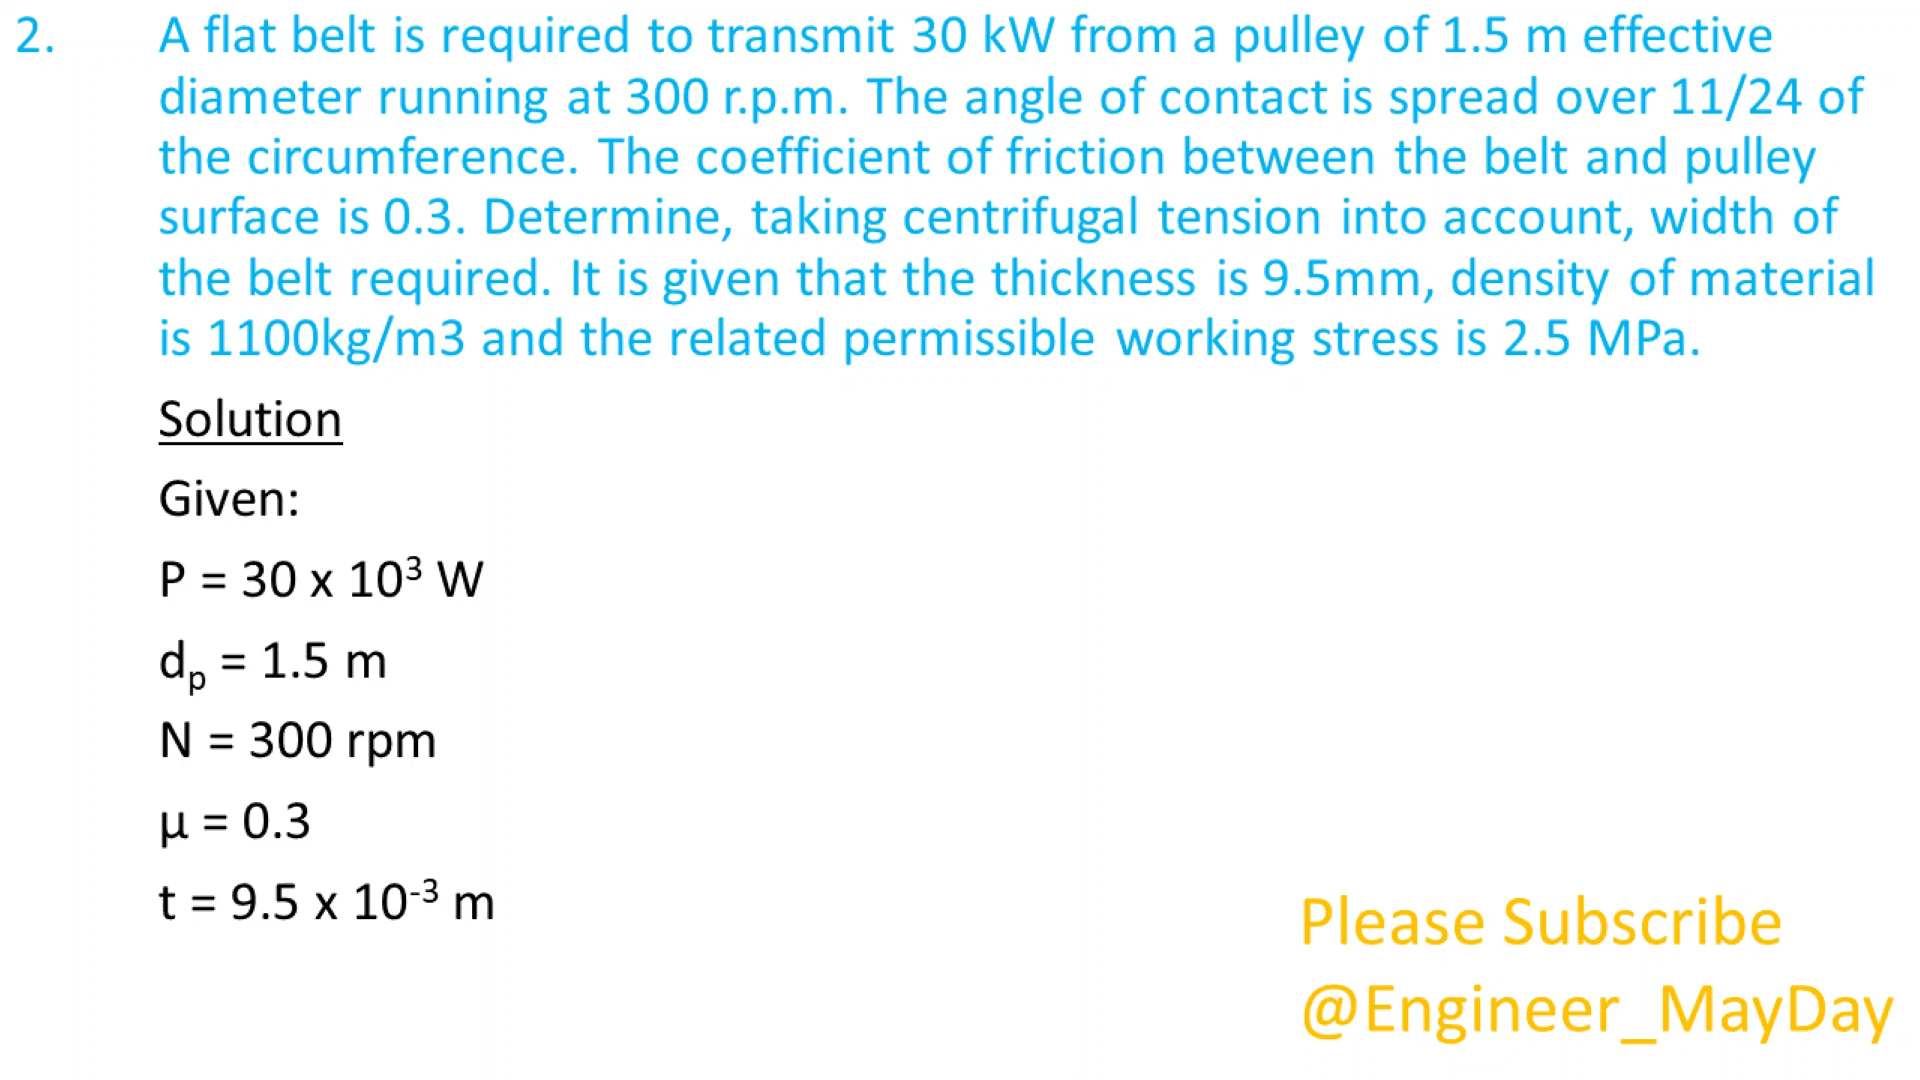 2. A flat belt is required to transmit 30 kW from a pulley of 1.5 m effective
diameter running at 300 r.p.m. The angle of contact is spread over 11/24 of
the circumference. The coefficient of friction between the belt and pulley
surface is 0.3. Determine, taking centrifugal tension into account, width of
the belt required. It is given that the thickness is 9.5mm, density of material
is 1100kg/m3 and the related permissible working stress is 2.5 MPa.
Solution
Given:
P = 30 x 10³ W
dₚ = 1.5 m
N = 300 rpm
μ = 0.3
t = 9.5 x 10⁻³ m
Please Subscribe
@Engineer_MayDay